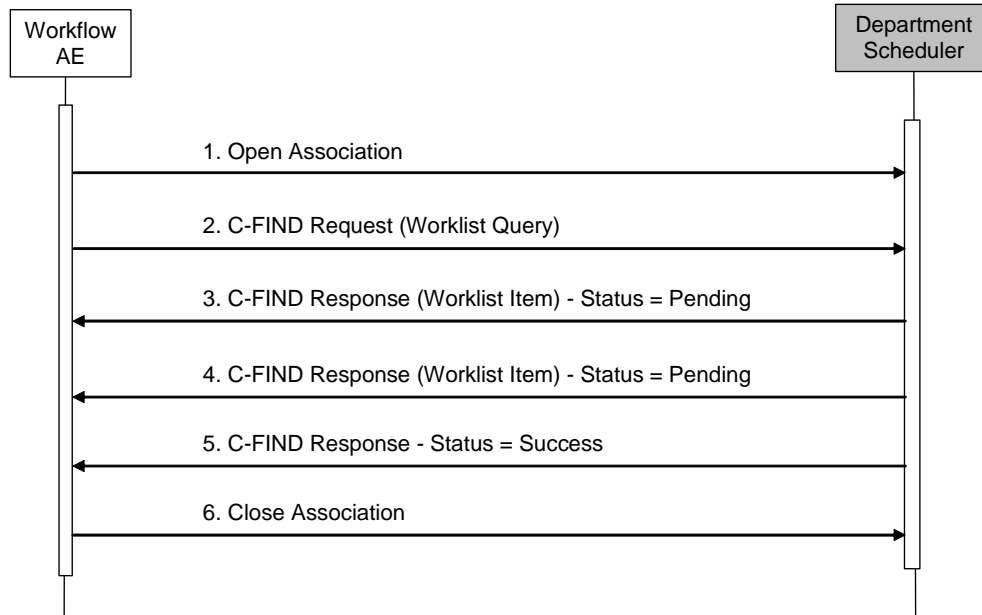 Workflow
AE
Department
Scheduler
1. Open Association
2. C-FIND Request (Worklist Query)
3. C-FIND Response (Worklist Item) - Status = Pending
4. C-FIND Response (Worklist Item) - Status = Pending
5. C-FIND Response - Status = Success
6. Close Association